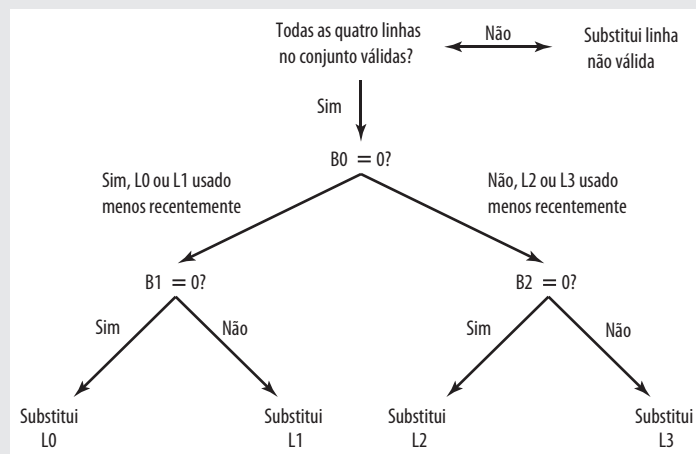 Todas as quatro linhas
no conjunto válidas?
Não
Substitui linha
não válida
Sim
B0 = 0?
Sim, L0 ou L1 usado
menos recentemente
Não, L2 ou L3 usado
menos recentemente
B1 = 0?
B2 = 0?
Sim
Não
Sim
Não
Substitui
L0
Substitui
L1
Substitui
L2
Substitui
L3